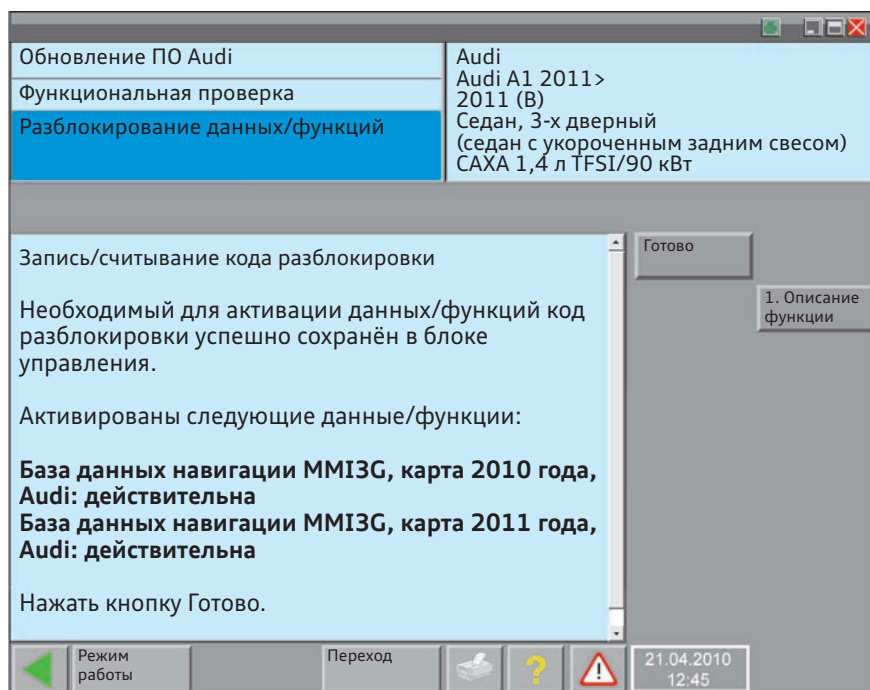 Обновление ПО Audi
Функциональная проверка
Разблокирование данных/функций
Audi
Audi A1 2011>
2011 (B)
Седан, 3-х дверный
(седан с укороченным задним свесом)
CAXA 1,4 л TFSI/90 кВт
Запись/считывание кода разблокировки
Необходимый для активации данных/функций код
разблокировки успешно сохранён в блоке
управления.
Активированы следующие данные/функции:
База данных навигации MMI3G, карта 2010 года,
Audi: действительна
База данных навигации MMI3G, карта 2011 года,
Audi: действительна
Нажать кнопку Готово.
Готово
1. Описание
функции
Режим
работы
Переход
21.04.2010
12:45